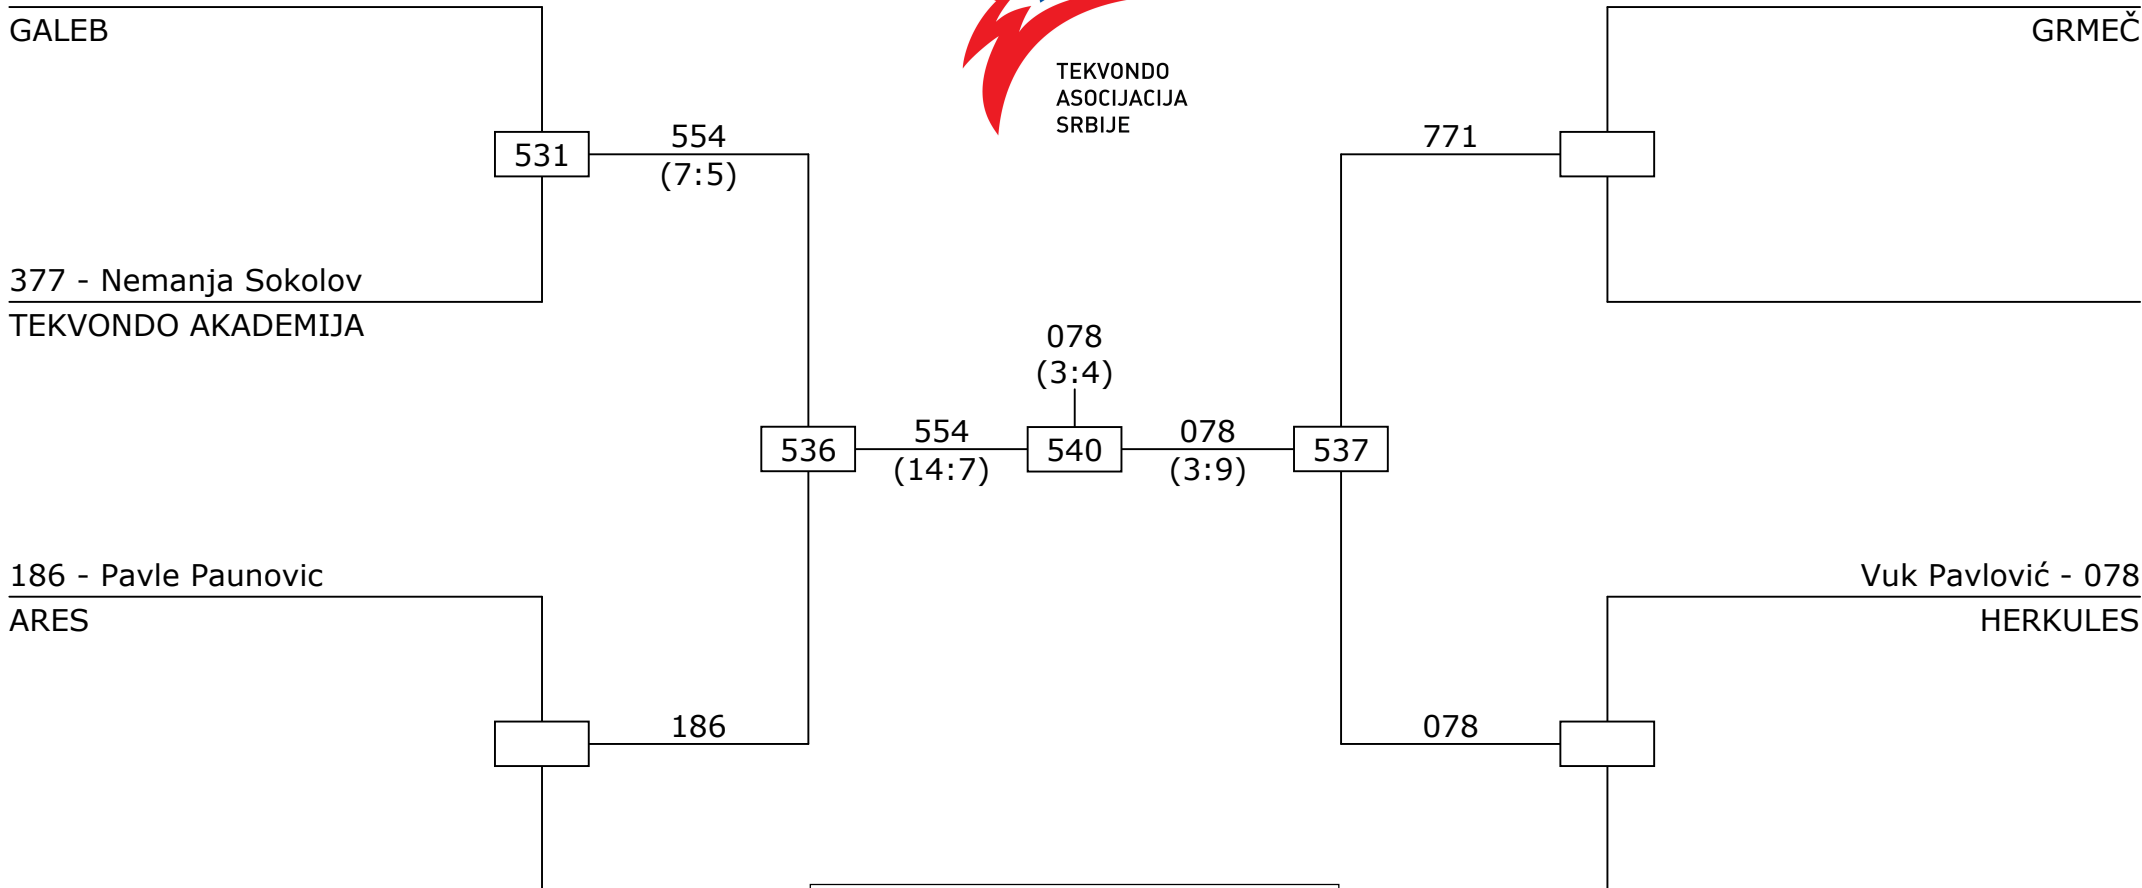 GALEB
GRMEČ
TEKVONDO
ASOCIJACIJA
SRBIJE
531
554
(7:5)
771
377 - Nemanja Sokolov
TEKVONDO AKADEMIJA
078
(3:4)
536
554
(14:7)
540
078
(3:9)
537
186 - Pavle Paunovic
ARES
Vuk Pavlović - 078
HERKULES
186
078